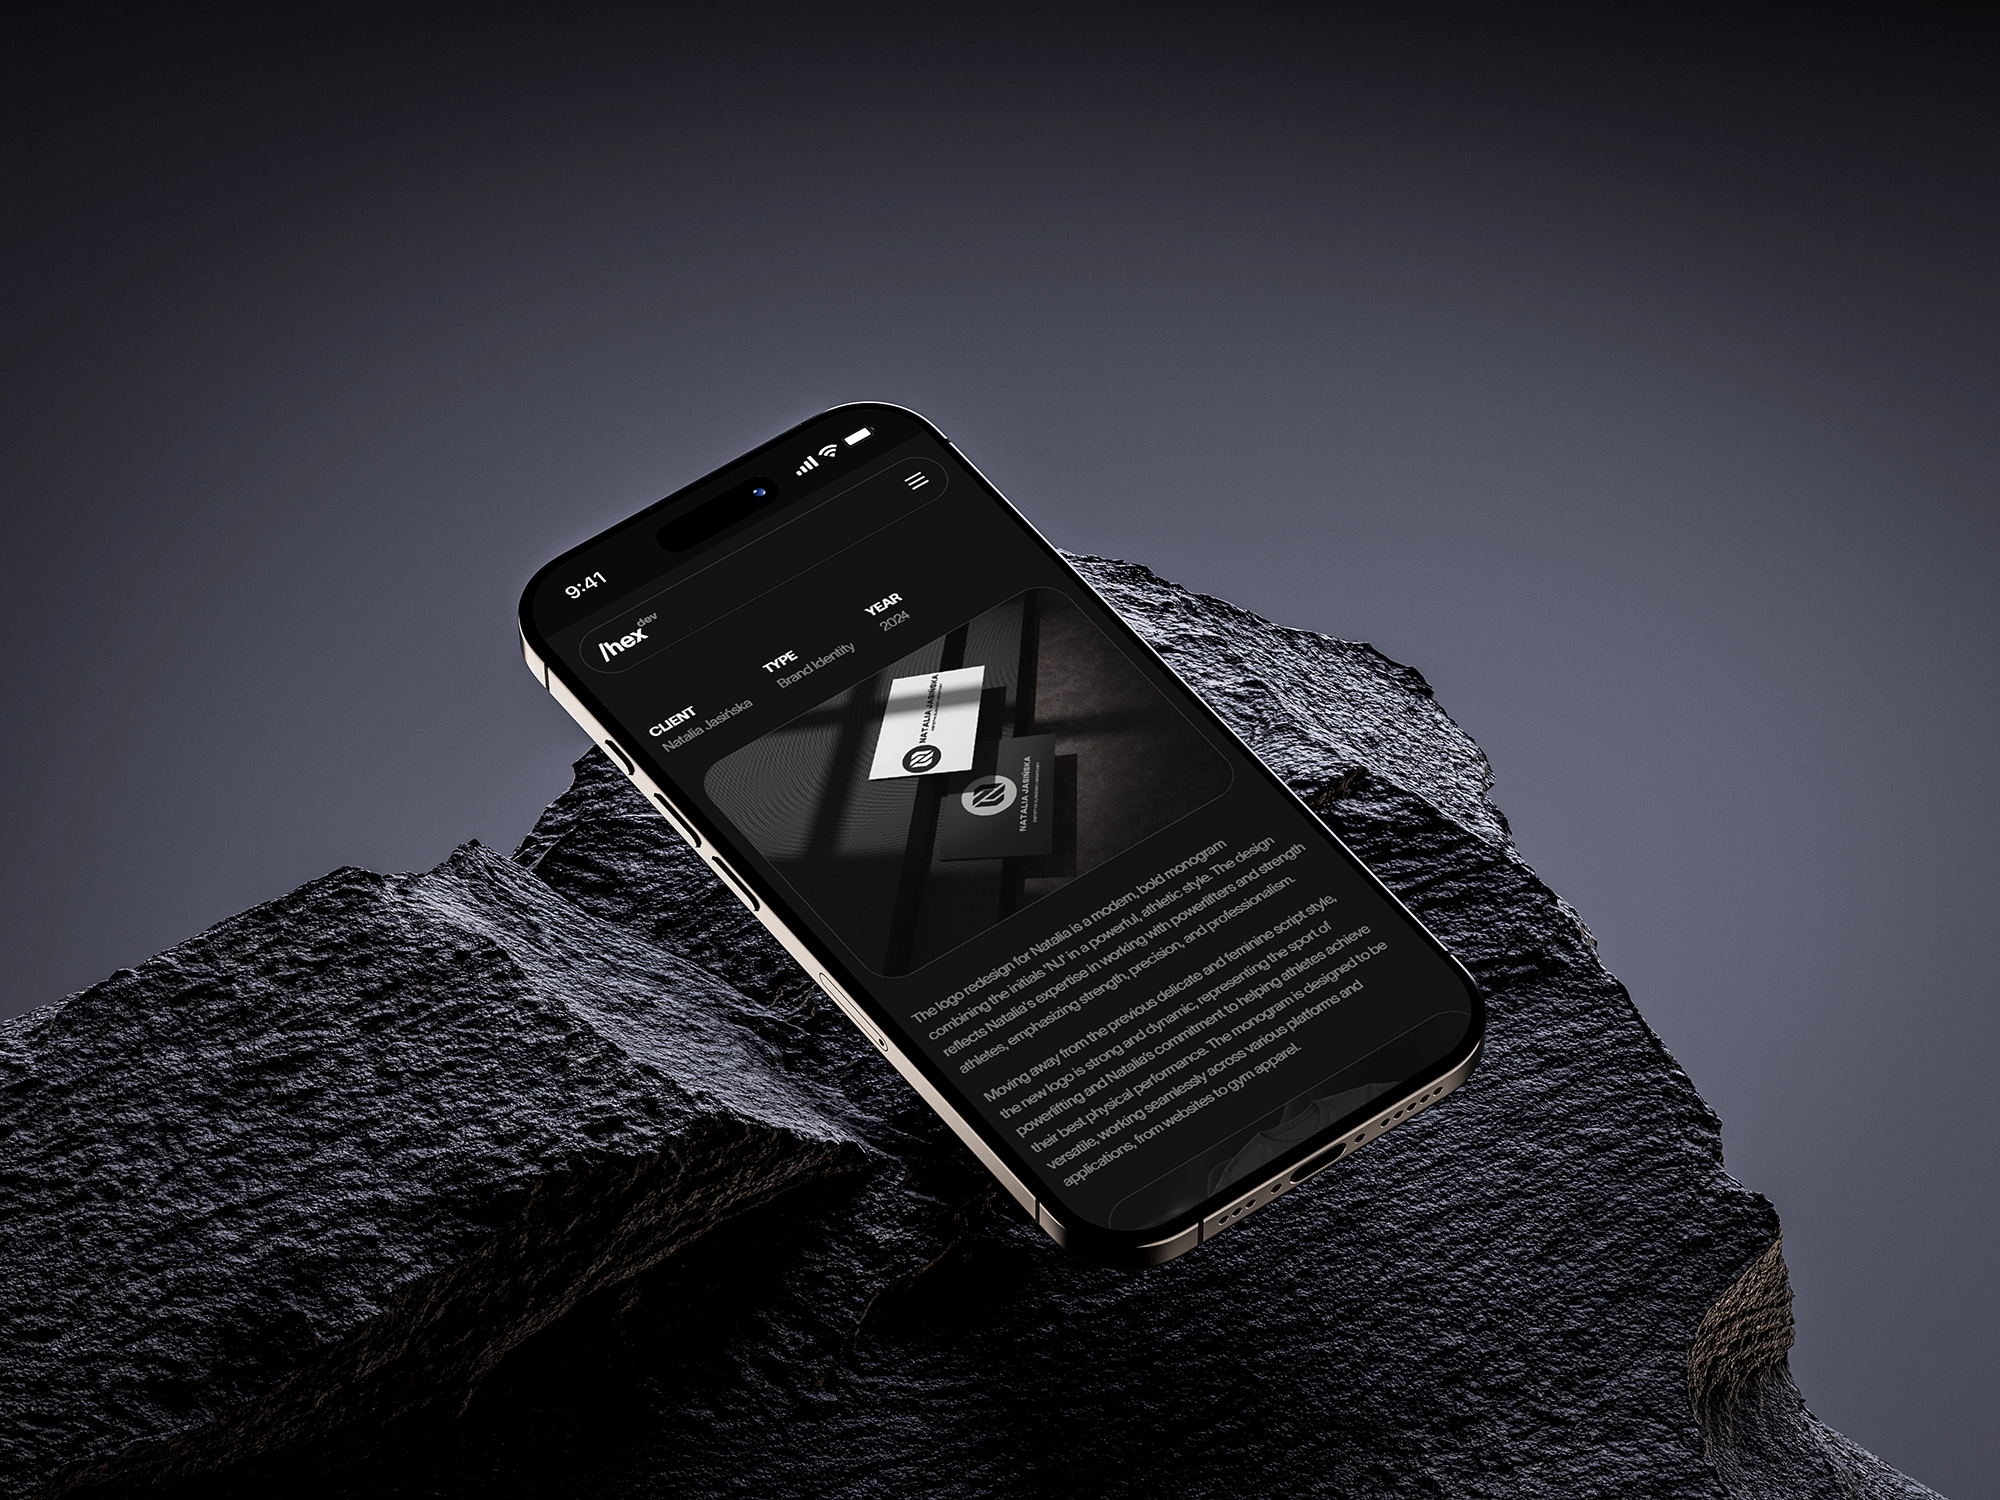 9:41
/hex dev
CLIENT
Natalia Jasińska
TYPE
Brand Identity
YEAR
2024
NATALIA JASIŃSKA
NATALIA JASIŃSKA
The logo redesign for Natalia is a modern, bold monogram
combining the initials 'NJ' in a powerful, athletic style. The design
reflects Natalia's expertise in working with powerlifters and strength
athletes, emphasizing strength, precision, and professionalism.
Moving away from the previous delicate and feminine script style,
the new logo is strong and dynamic, representing the sport of
powerlifting and Natalia's commitment to helping athletes achieve
their best physical performance. The monogram is designed to be
versatile, working seamlessly across various platforms and
applications, from websites to gym apparel.